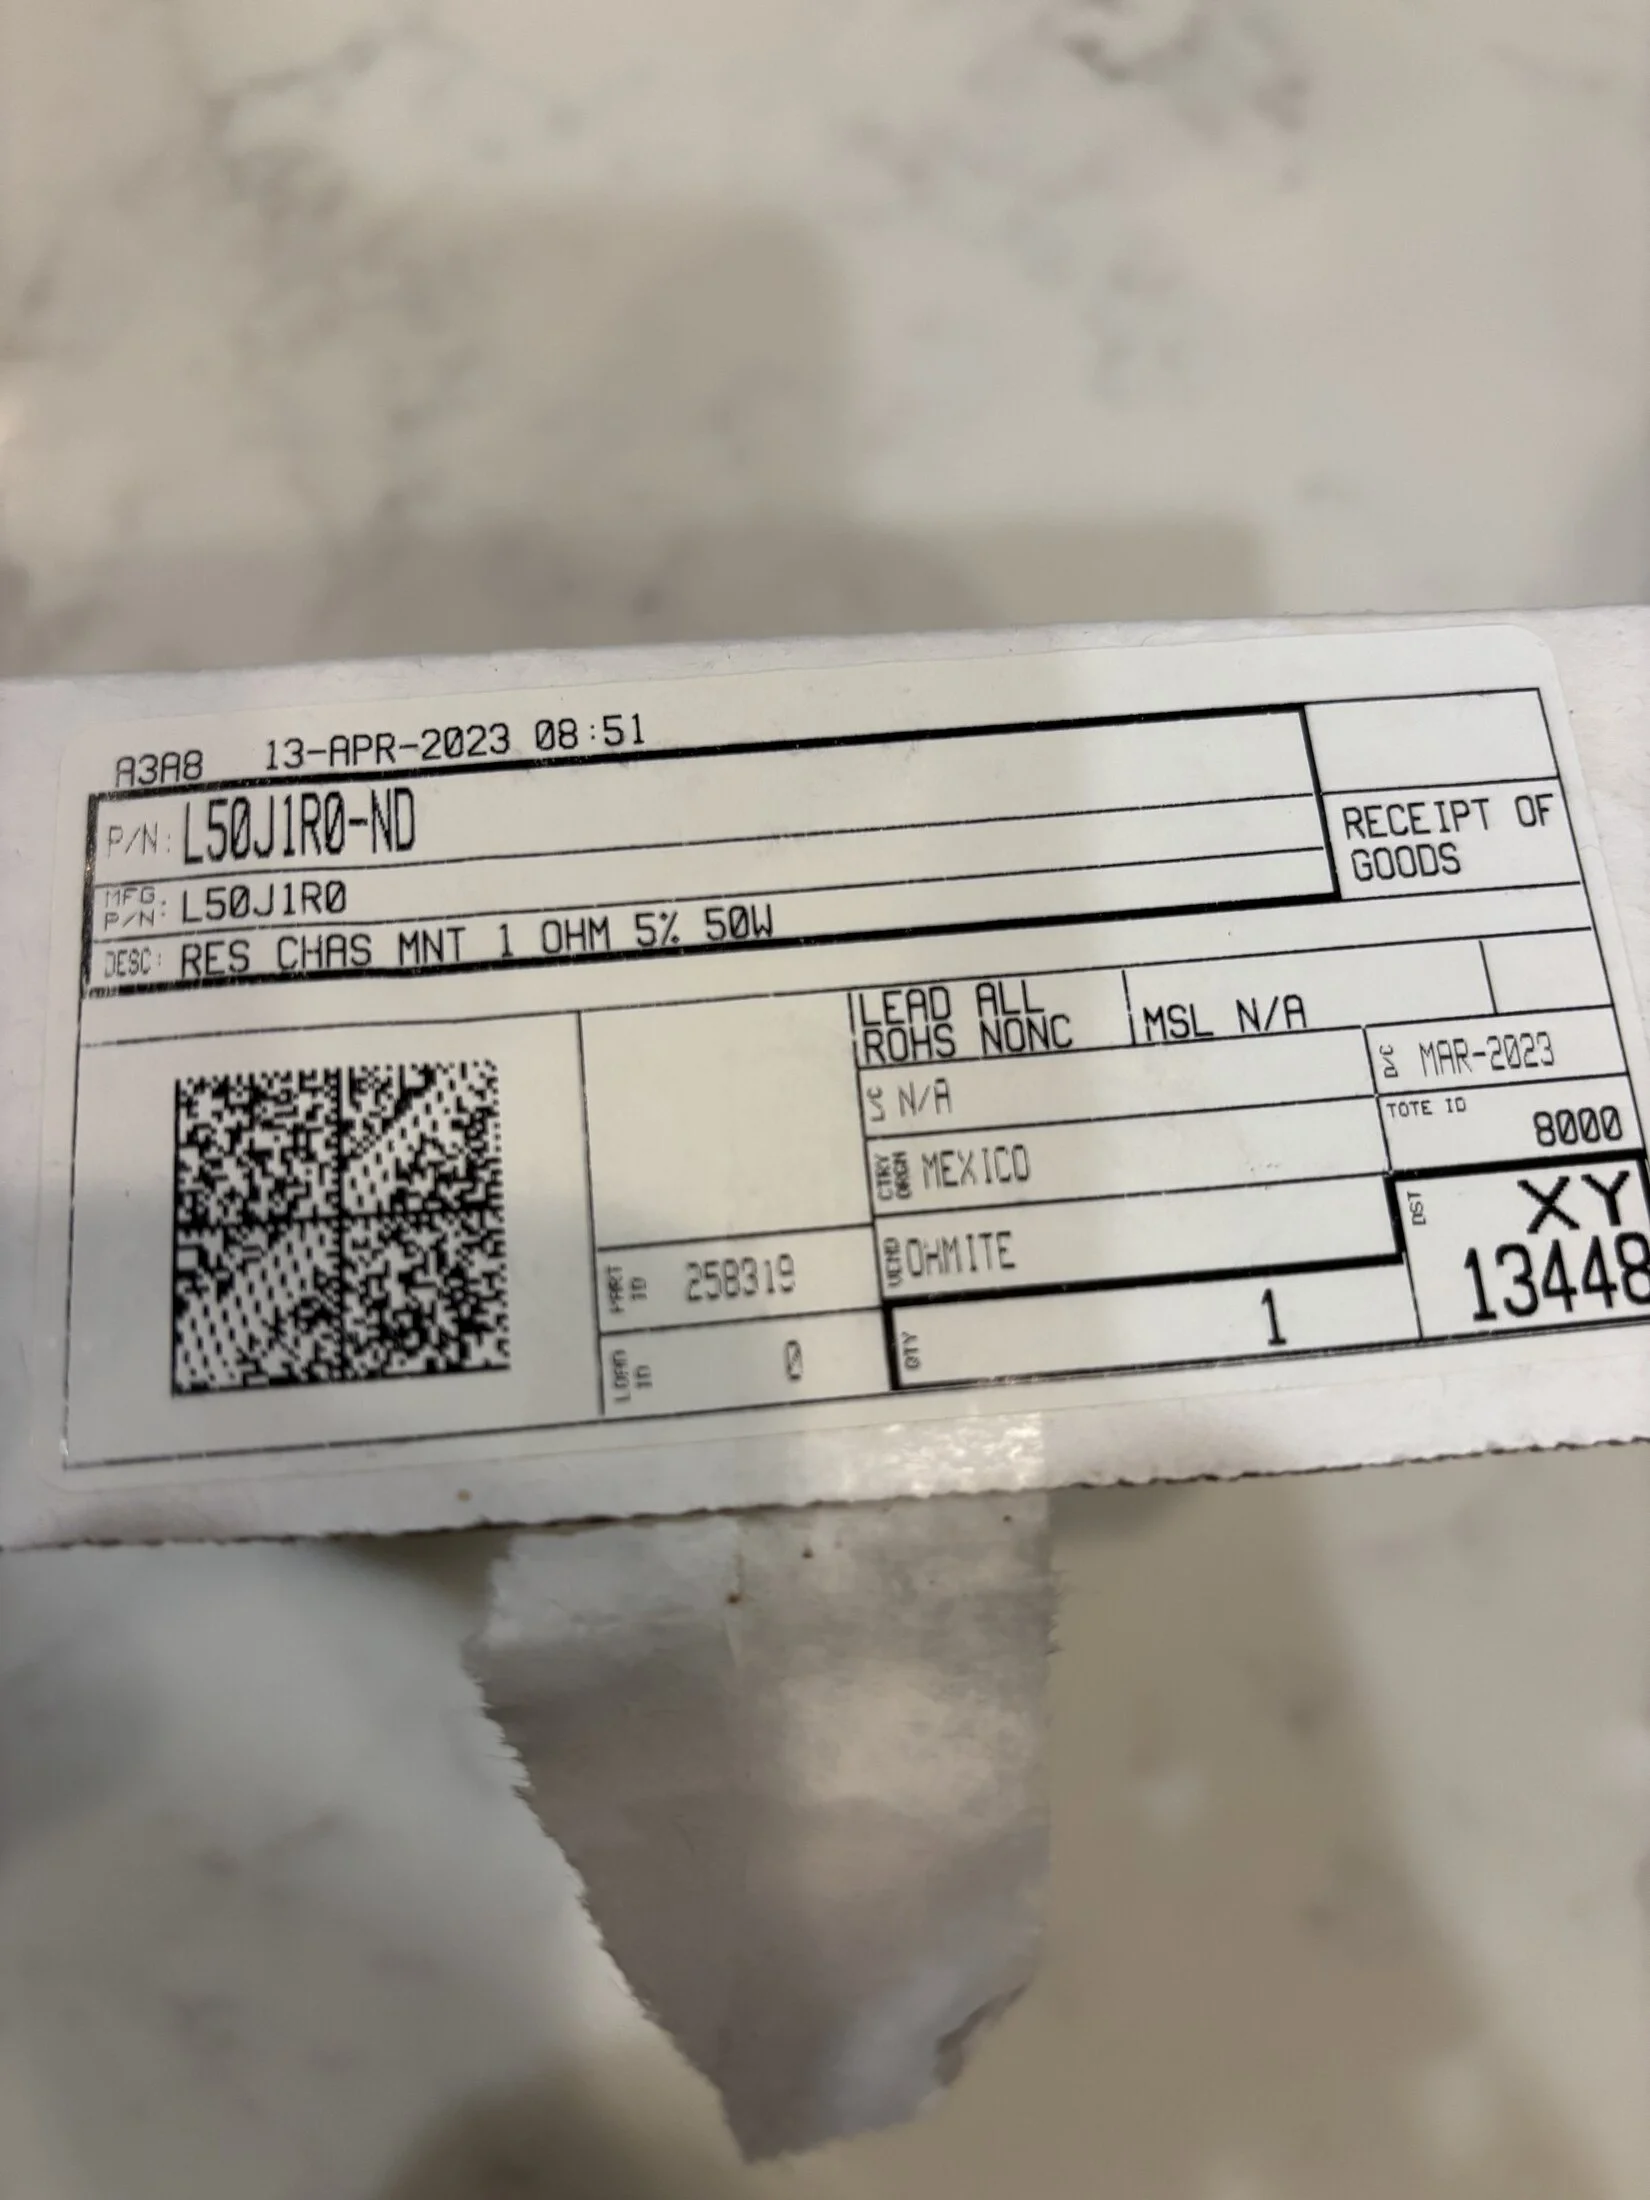 A3A8 13-APR-2023 08:51
P/N: L50J1R0-ND
MFG. P/N: L50J1R0
DESC: RES CHAS MNT 1 OHM 5% 50W
RECEIPT OF
GOODS
LEAD ALL
ROHS NONC
MSL N/A
L/C N/A
D/C MAR-2023
CTRY ORGN MEXICO
TOTE ID 8000
VEND OHMITE
DST XY
13448
PART ID 258319
QTY 1
LOAD ID 0